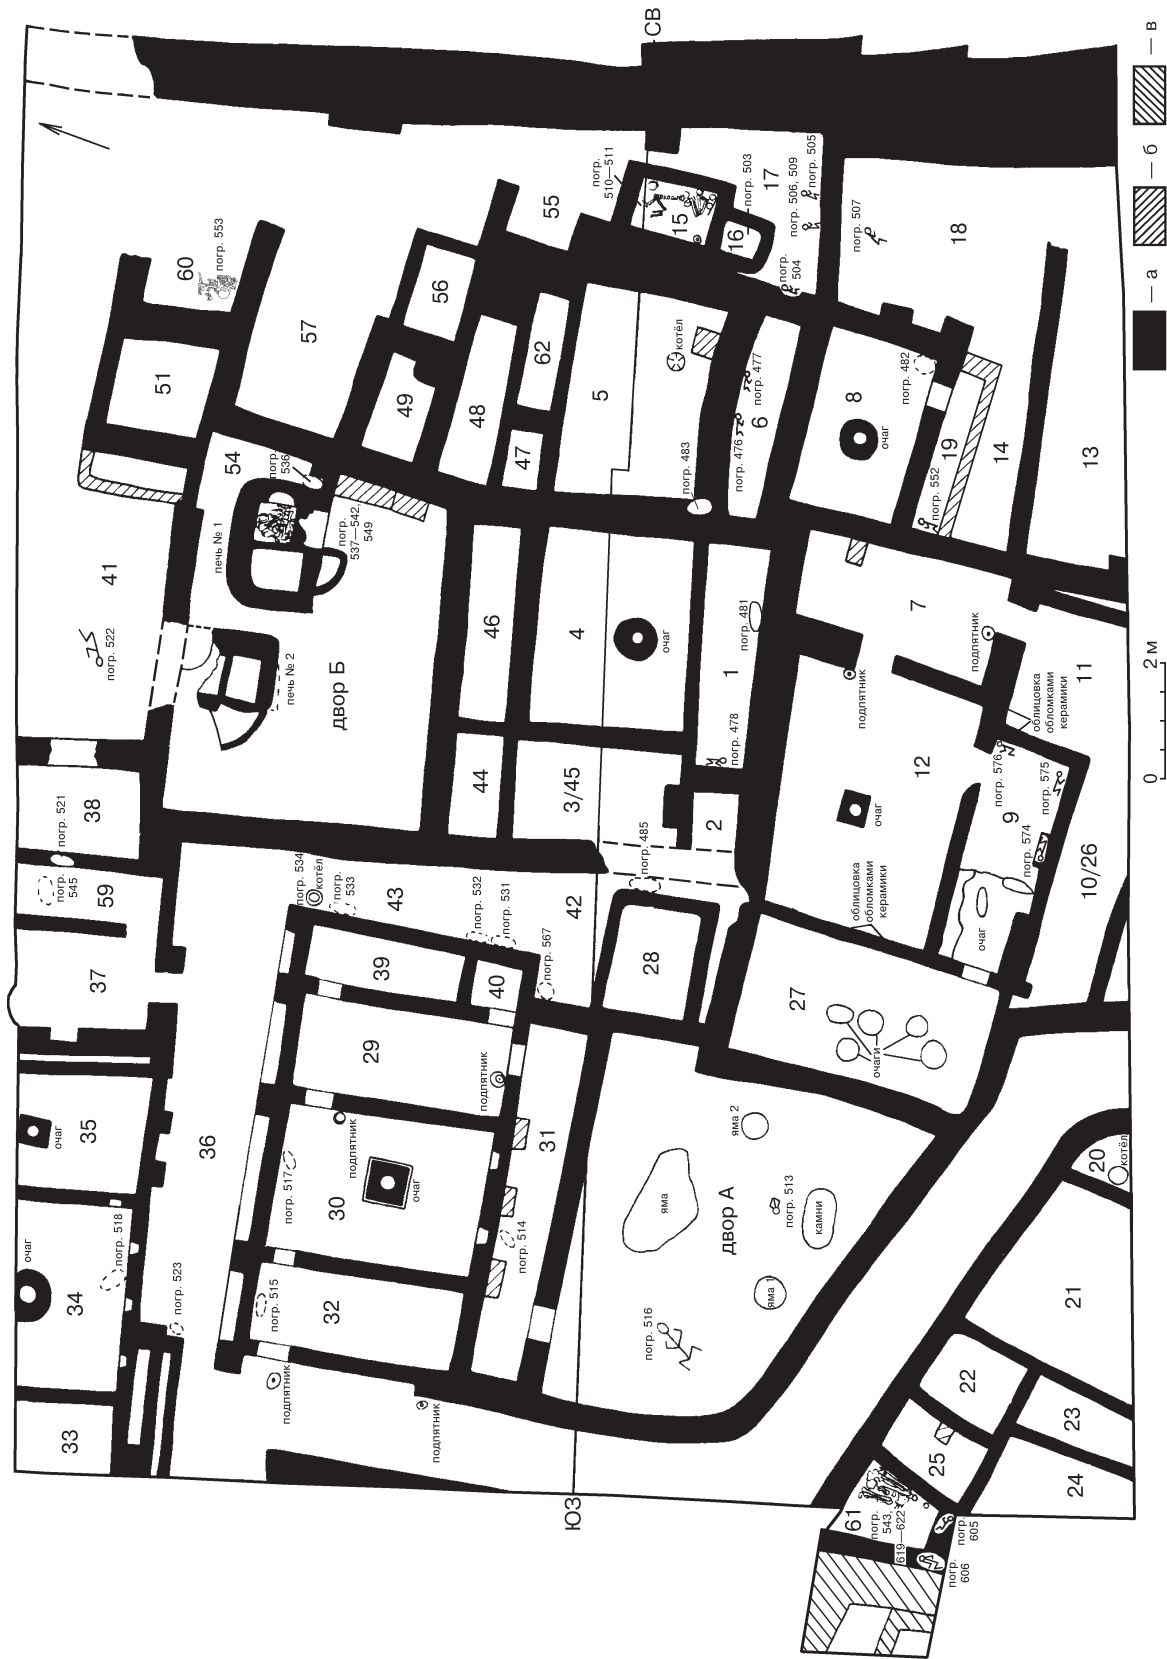 СВ
в
б
а
погр.
510—511
55
17
погр. 503
погр. 506, 509
погр. 505
15
16
погр.
504
погр. 507
18
60
погр. 553
57
56
51
49
48
62
47
5
котёл
погр. 477
погр. 476
6
погр. 483
8
очаг
погр. 482
19
погр. 552
14
13
54
погр.
536
печь № 1
погр.
537—542,
549
41
погр. 522
печь № 2
двор Б
46
4
очаг
1
погр. 481
погр. 478
7
подпятник
подпятник
11
облицовка
обломками
керамики
0
2 м
38
погр. 521
погр.
545
59
37
44
3/45
2
погр. 485
12
очаг
погр. 576
погр. 575
9
погр. 574
очаг
10/26
облицовка
обломками
керамики
погр. 534
котёл
погр.
533
43
погр. 532
погр. 531
42
погр. 567
28
39
40
27
очаги
29
подпятник
31
35
очаг
36
подпятник
погр. 517
30
очаг
погр. 514
яма 2
яма
двор А
погр. 513
камни
яма 1
погр. 516
20
котёл
21
очаг
погр. 518
34
погр. 523
погр. 515
32
подпятник
подпятник
33
22
23
25
24
61
погр.
543,
619—622
погр.
605
погр.
606
ЮЗ